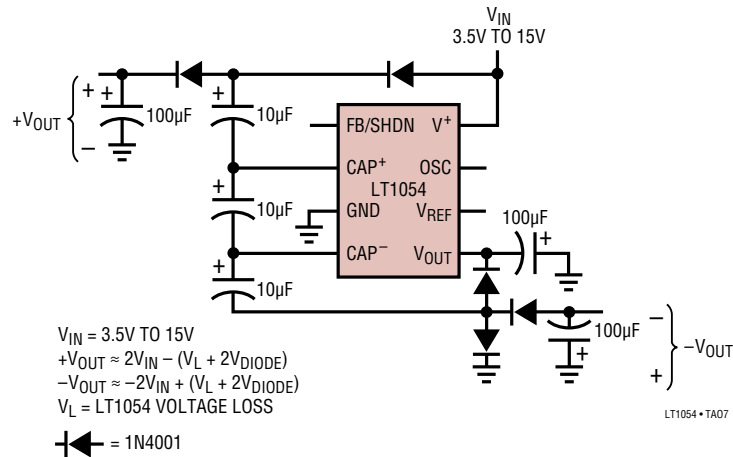 V_IN
3.5V TO 15V
+V_OUT
+
+
100µF
–
+
10µF
FB/SHDN V⁺
CAP⁺ OSC
LT1054
+
10µF
GND V_REF
CAP⁻ V_OUT
100µF
+
+
10µF
100µF
+
–
–V_OUT
+
V_IN = 3.5V TO 15V
+V_OUT ≈ 2V_IN – (V_L + 2V_DIODE)
–V_OUT ≈ –2V_IN + (V_L + 2V_DIODE)
V_L = LT1054 VOLTAGE LOSS
= 1N4001
LT1054 • TA07